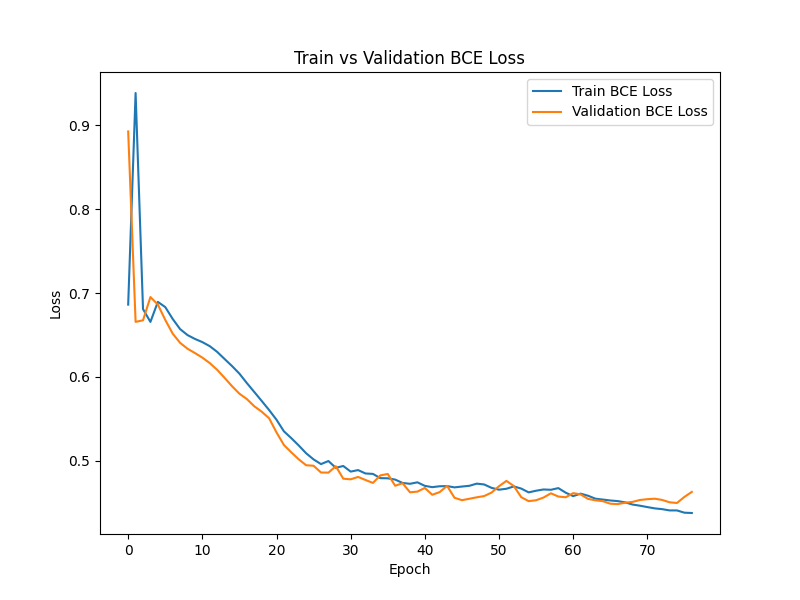 Train vs Validation BCE Loss
Train BCE Loss
Validation BCE Loss
0.9
0.8
0.7
0.6
0.5
Loss
0 10 20 30 40 50 60 70
Epoch